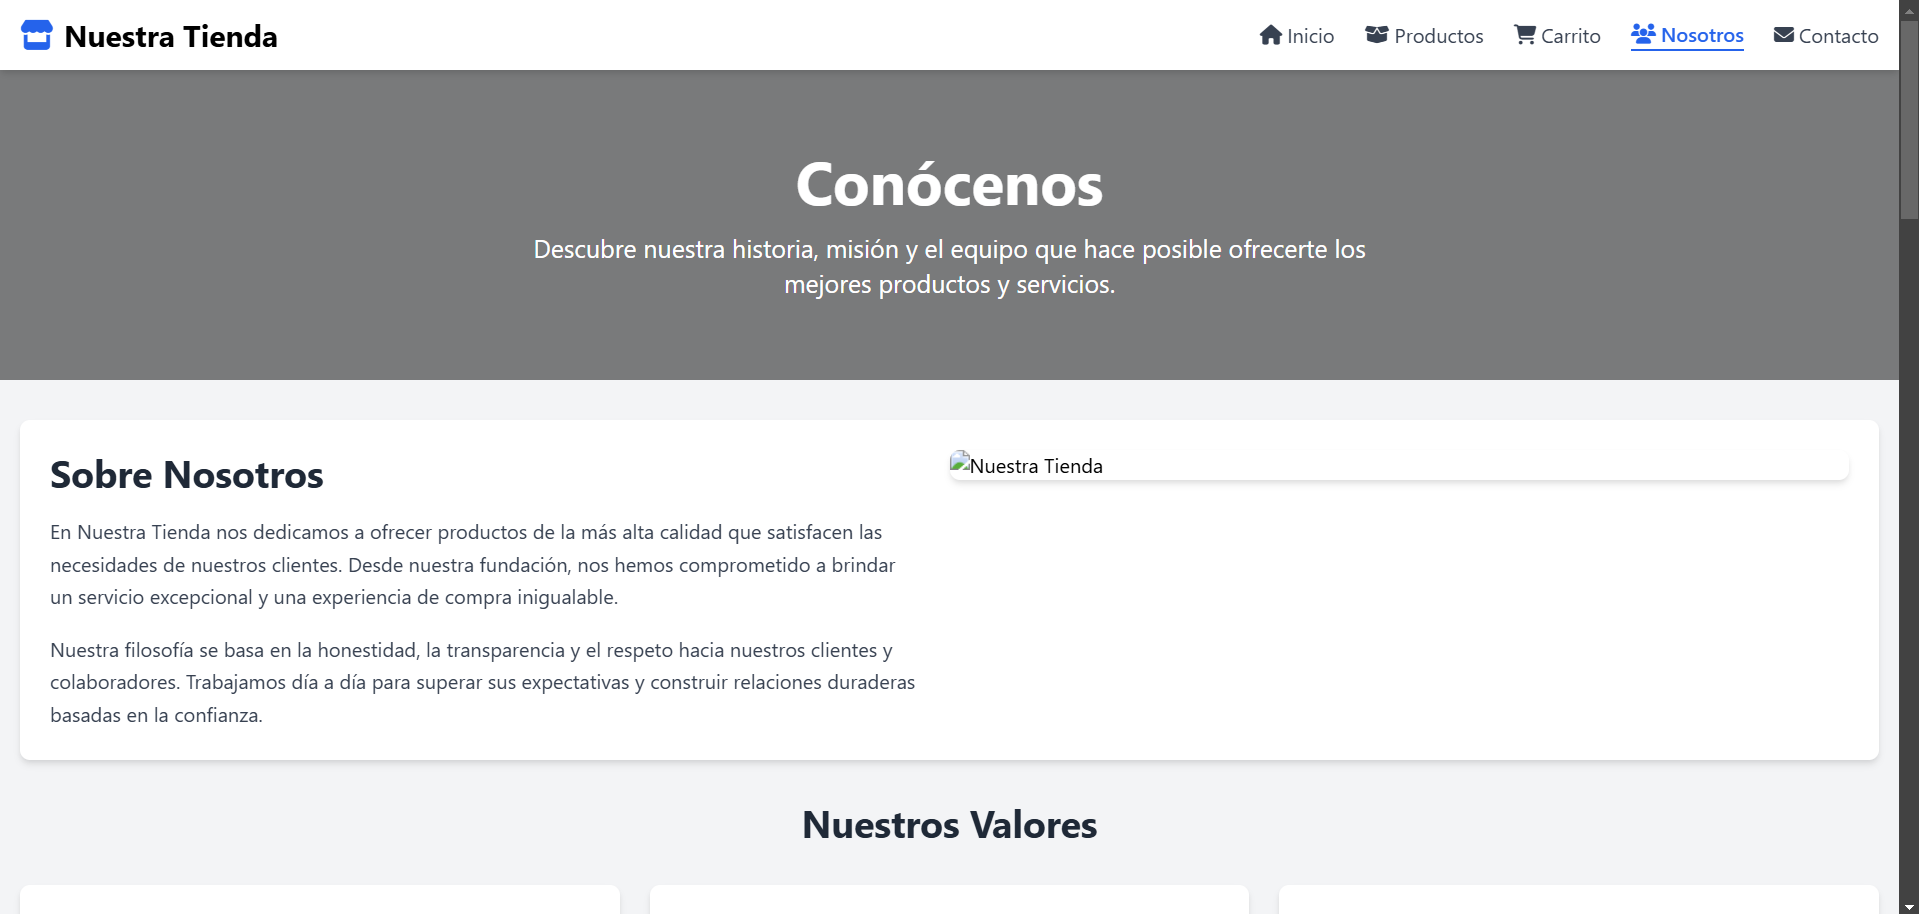 Nuestra Tienda
Inicio
Productos
Carrito
Nosotros
Contacto
Conócenos
Descubre nuestra historia, misión y el equipo que hace posible ofrecerte los
mejores productos y servicios.
Sobre Nosotros
En Nuestra Tienda nos dedicamos a ofrecer productos de la más alta calidad que satisfacen las
necesidades de nuestros clientes. Desde nuestra fundación, nos hemos comprometido a brindar
un servicio excepcional y una experiencia de compra inigualable.
Nuestra filosofía se basa en la honestidad, la transparencia y el respeto hacia nuestros clientes y
colaboradores. Trabajamos día a día para superar sus expectativas y construir relaciones duraderas
basadas en la confianza.
Nuestra Tienda
Nuestros Valores